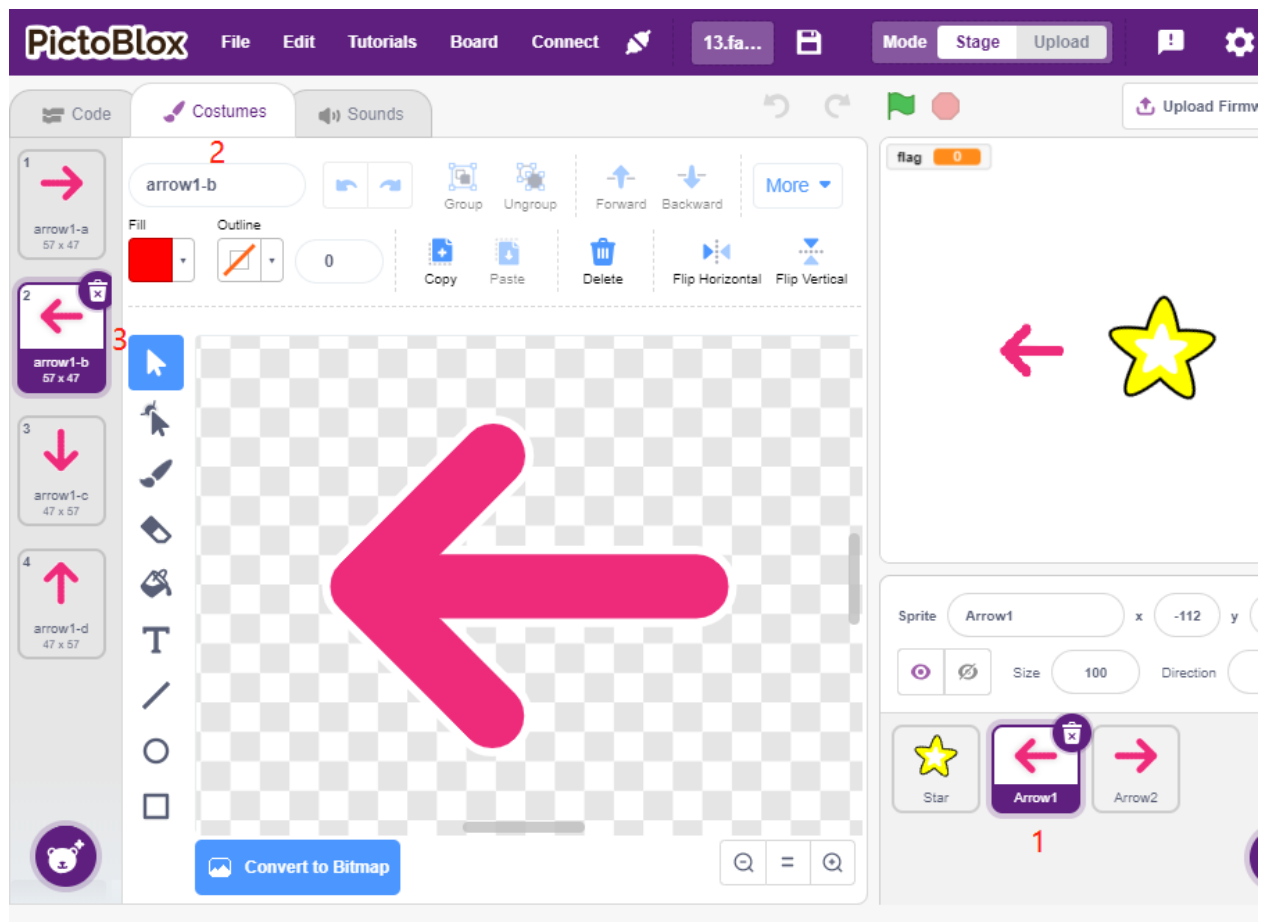 PictoBlox File Edit Tutorials Board Connect 13.fa... Mode Stage Upload
Code Costumes Sounds
Upload Firmw
2
flag 0
1
arrow1-a
57 x 47
arrow1-b
Group Ungroup Forward Backward
More
Fill Outline
0
Copy Paste Delete Flip Horizontal Flip Vertical
2
arrow1-b
57 x 47
3
3
arrow1-c
47 x 57
4
arrow1-d
47 x 57
T
Convert to Bitmap
=
Sprite Arrow1 x -112 y
Size 100 Direction
Star Arrow1 Arrow2
1